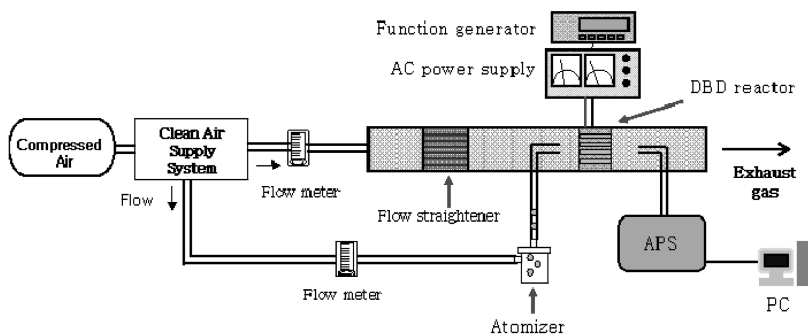 Function generator
AC power supply
DBD reactor
Compressed
Air
Clean Air
Supply
System
Flow
Flow meter
Flow straightener
Exhaust
gas
APS
Flow meter
PC
Atomizer